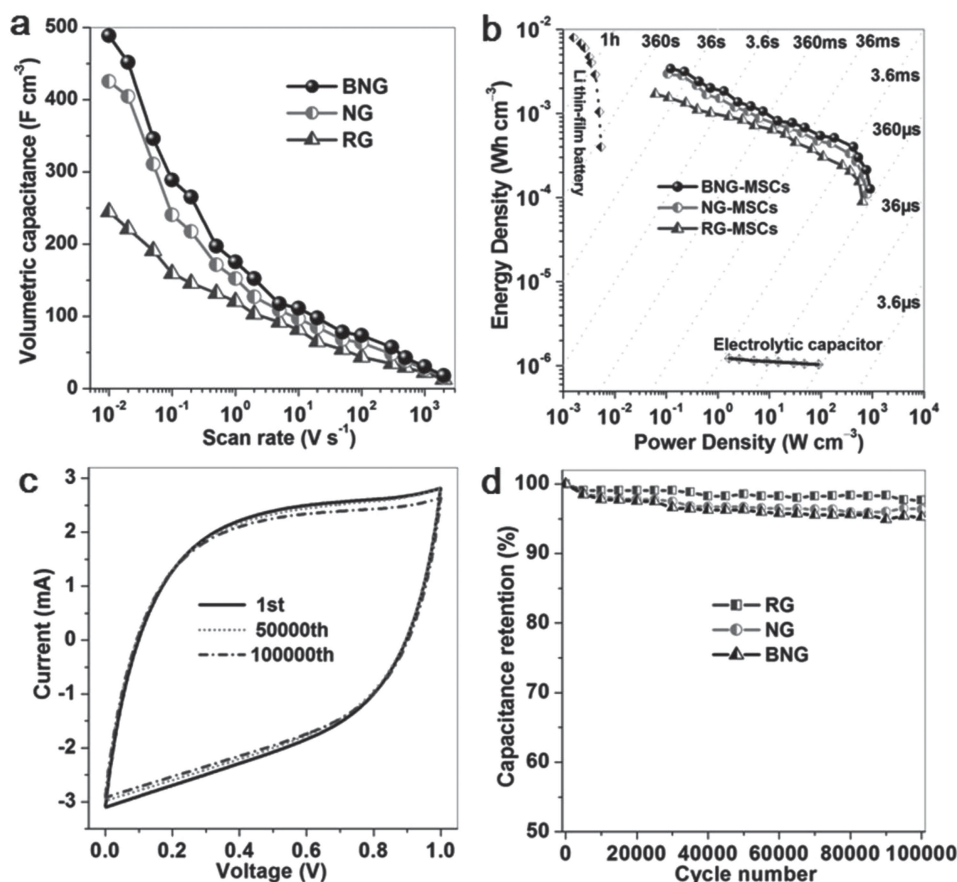 a
Volumetric capacitance (F cm⁻³)
500
400
300
200
100
0
BNG
NG
RG
10⁻² 10⁻¹ 10⁰ 10¹ 10² 10³
Scan rate (V s⁻¹)
b
Energy Density (Wh cm⁻³)
10⁻²
10⁻³
10⁻⁴
10⁻⁵
10⁻⁶
1h 360s 36s 3.6s 360ms 36ms
3.6ms
360µs
36µs
3.6µs
Li thin-film battery
BNG-MSCs
NG-MSCs
RG-MSCs
Electrolytic capacitor
10⁻³ 10⁻² 10⁻¹ 10⁰ 10¹ 10² 10³ 10⁴
Power Density (W cm⁻³)
c
Current (mA)
3
2
1
0
-1
-2
-3
1st
50000th
100000th
0.0 0.2 0.4 0.6 0.8 1.0
Voltage (V)
d
Capacitance retention (%)
100
90
80
70
60
50
RG
NG
BNG
0 20000 40000 60000 80000 100000
Cycle number